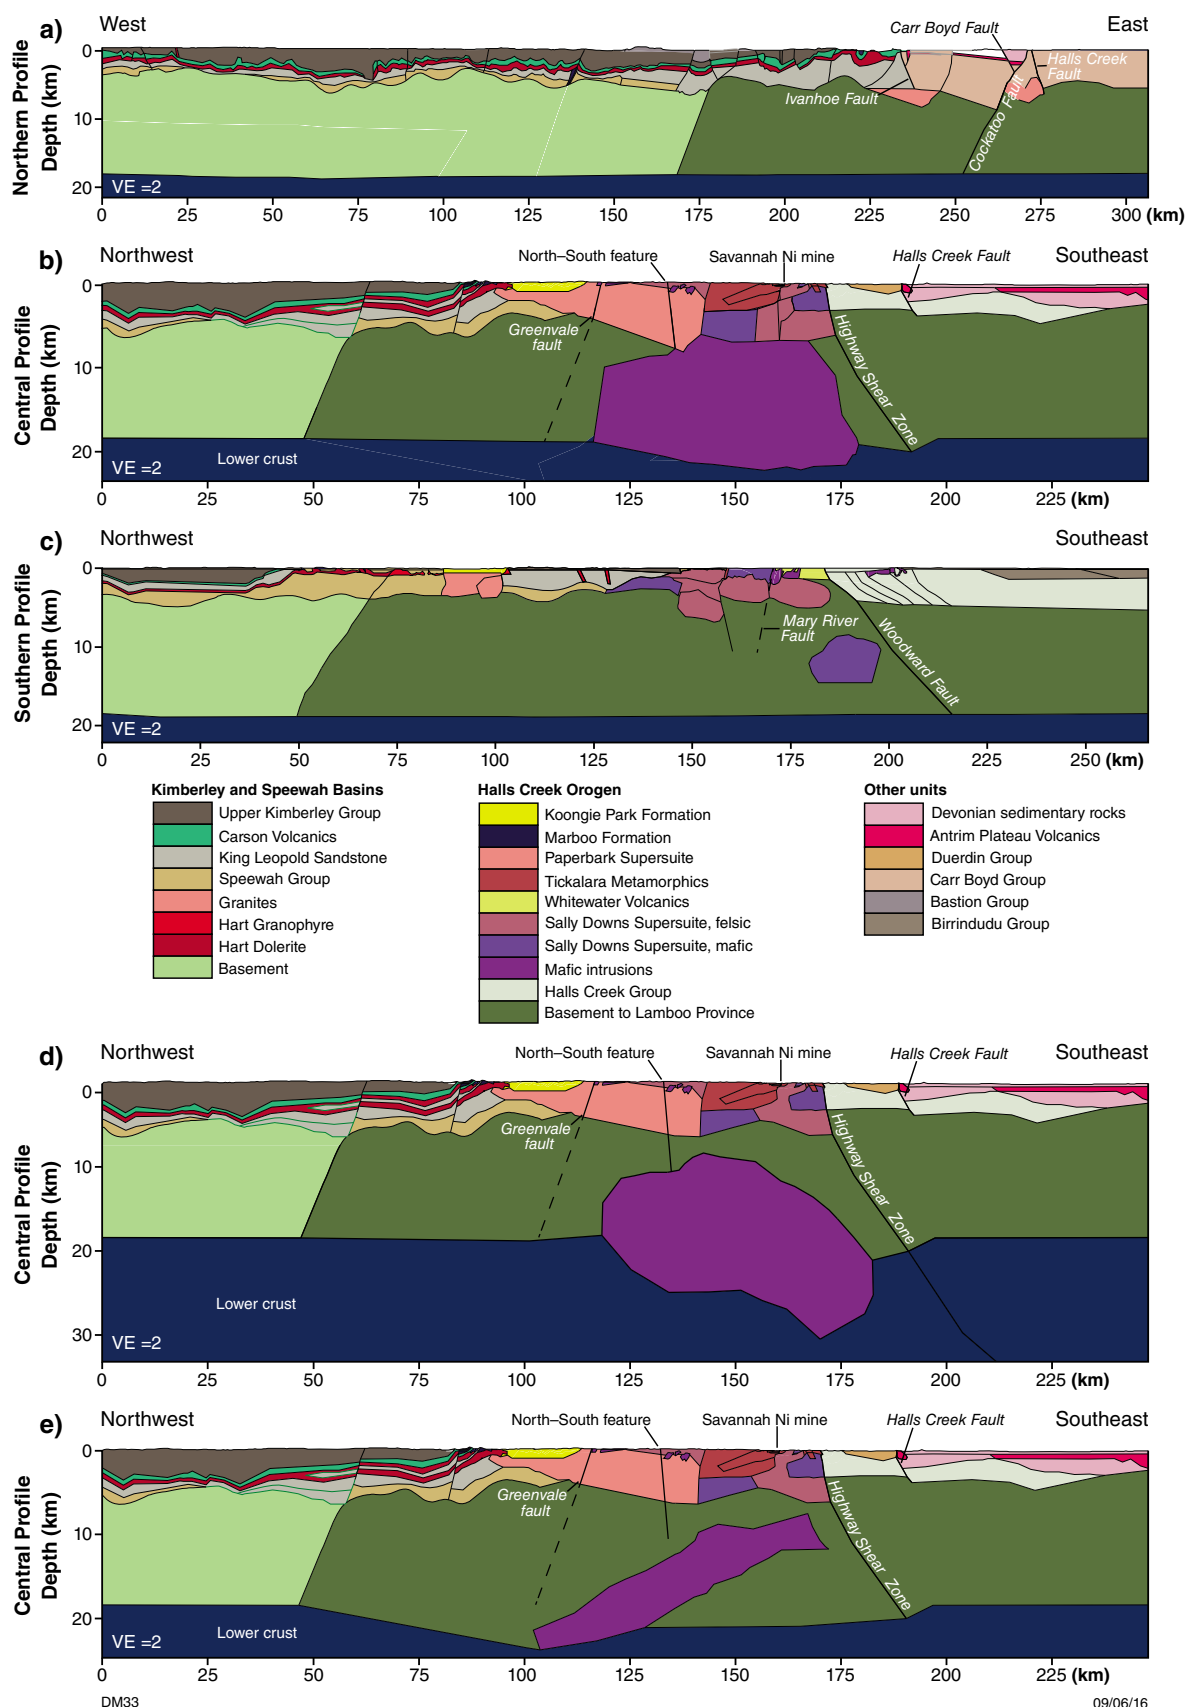 a)
West
East
Carr Boyd Fault
Halls Creek
Fault
Ivanhoe Fault
Cockatoo Fault
Northern Profile
Depth (km)
0
10
20
VE =2
0 25 50 75 100 125 150 175 200 225 250 275 300 (km)
b)
Northwest
Southeast
North–South feature
Savannah Ni mine
Halls Creek Fault
Greenvale
fault
Highway Shear Zone
Central Profile
Depth (km)
0
10
20
Lower crust
VE =2
0 25 50 75 100 125 150 175 200 225 (km)
c)
Northwest
Southeast
Mary River
Fault
Woodward Fault
Southern Profile
Depth (km)
0
10
20
VE =2
0 25 50 75 100 125 150 175 200 225 250 (km)
Kimberley and Speewah Basins
Upper Kimberley Group
Carson Volcanics
King Leopold Sandstone
Speewah Group
Granites
Hart Granophyre
Hart Dolerite
Basement
Halls Creek Orogen
Koongie Park Formation
Marboo Formation
Paperbark Supersuite
Tickalara Metamorphics
Whitewater Volcanics
Sally Downs Supersuite, felsic
Sally Downs Supersuite, mafic
Mafic intrusions
Halls Creek Group
Basement to Lamboo Province
Other units
Devonian sedimentary rocks
Antrim Plateau Volcanics
Duerdin Group
Carr Boyd Group
Bastion Group
Birrindudu Group
d)
Northwest
Southeast
North–South feature
Savannah Ni mine
Halls Creek Fault
Greenvale
fault
Highway Shear Zone
Central Profile
Depth (km)
0
10
20
30
Lower crust
VE =2
0 25 50 75 100 125 150 175 200 225 (km)
e)
Northwest
Southeast
North–South feature
Savannah Ni mine
Halls Creek Fault
Greenvale
fault
Highway Shear Zone
Central Profile
Depth (km)
0
10
20
Lower crust
VE =2
0 25 50 75 100 125 150 175 200 225 (km)
DM33
09/06/16